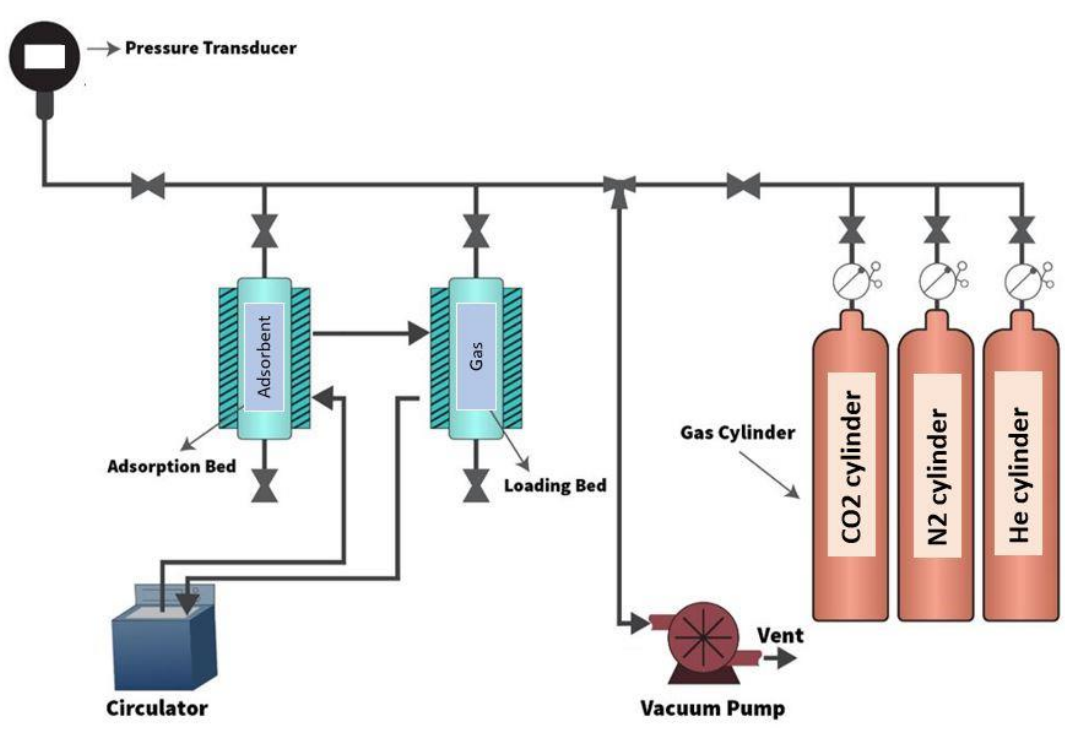 Pressure Transducer
Adsorbent
Gas
Adsorption Bed
Loading Bed
Gas Cylinder
CO2 cylinder
N2 cylinder
He cylinder
Circulator
Vent
Vacuum Pump